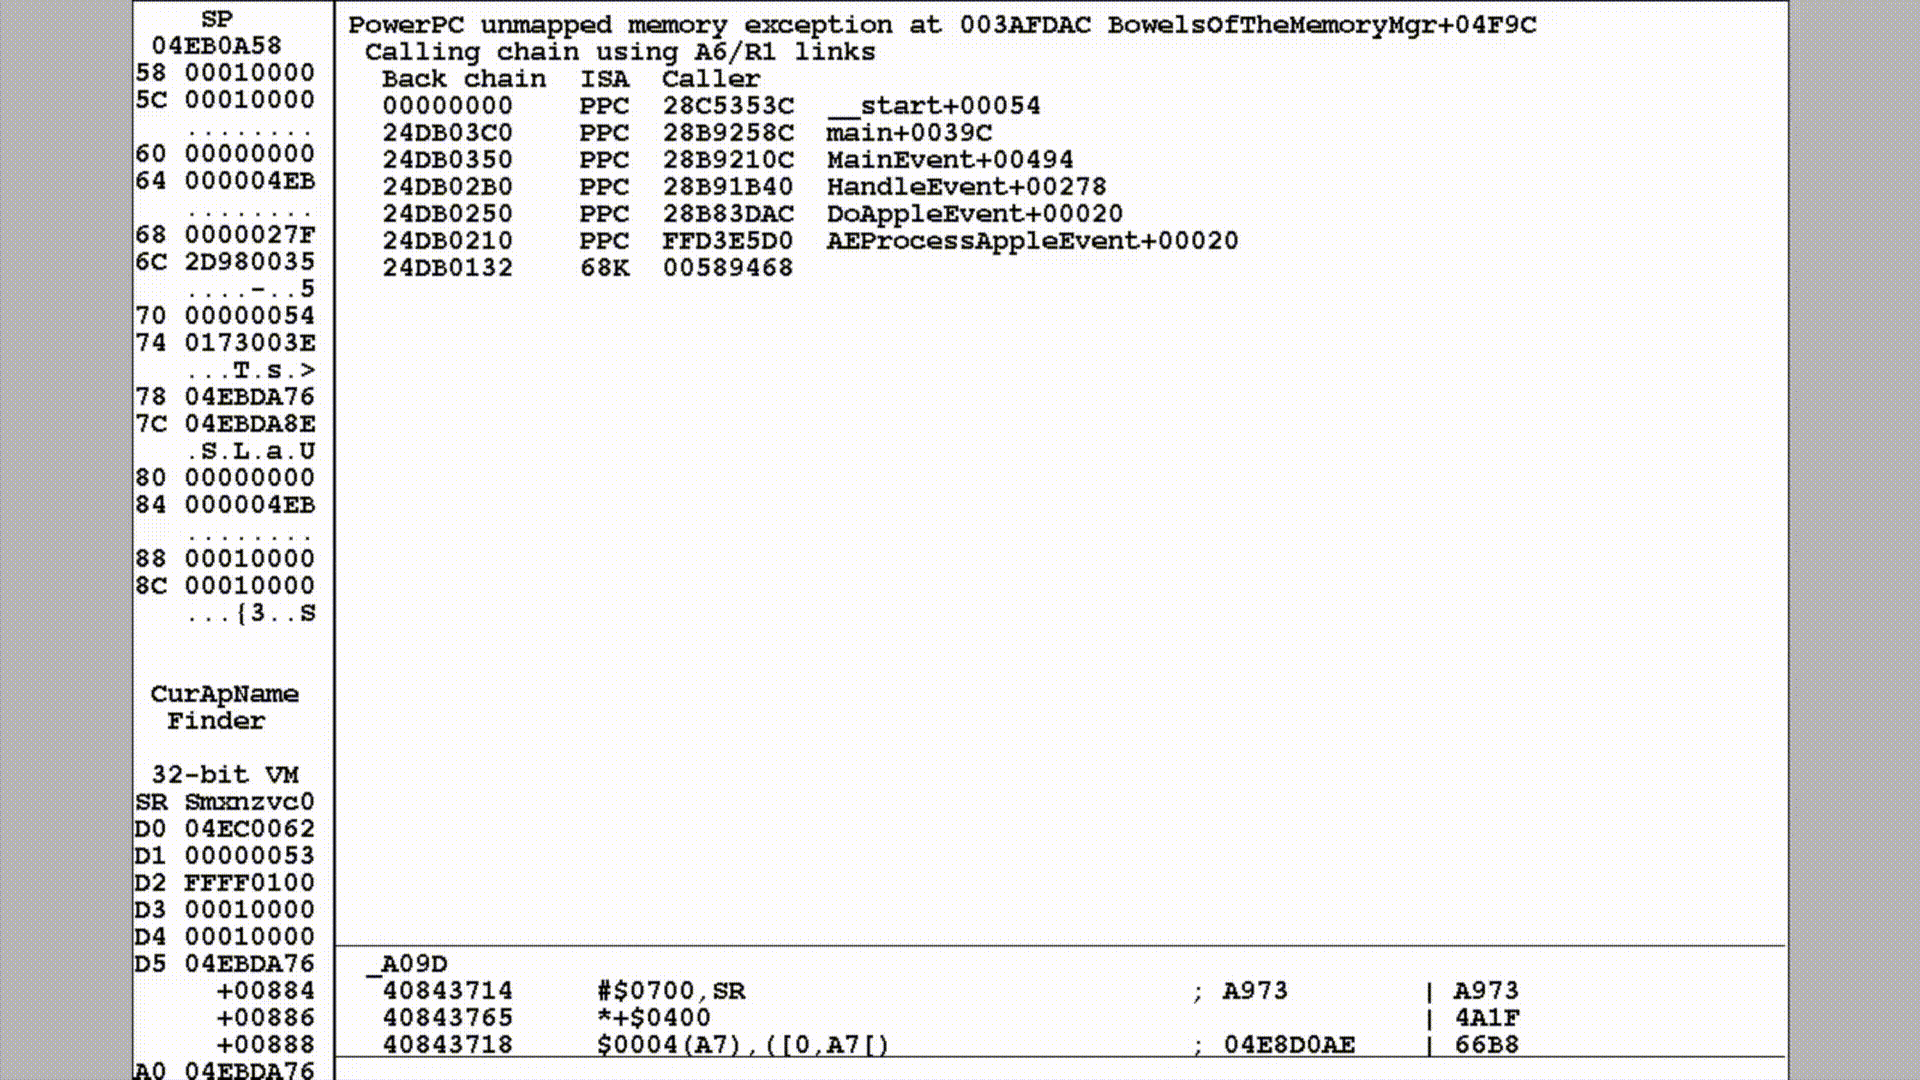 SP
04EB0A58
58 00010000
5C 00010000
........
60 00000000
64 000004EB
........
68 0000027F
6C 2D980035
....-..5
70 00000054
74 0173003E
...T.s.>
78 04EBDA76
7C 04EBDA8E
.S.L.a.U
80 00000000
84 000004EB
........
88 00010000
8C 00010000
...{3..S
CurApName
Finder
32-bit VM
SR Smxnzvc0
D0 04EC0062
D1 00000053
D2 FFFF0100
D3 00010000
D4 00010000
D5 04EBDA76
+00884
+00886
+00888
A0 04EBDA76
PowerPC unmapped memory exception at 003AFDAC BowelsOfTheMemoryMgr+04F9C
Calling chain using A6/R1 links
Back chain ISA Caller
00000000 PPC 28C5353C __start+00054
24DB03C0 PPC 28B9258C main+0039C
24DB0350 PPC 28B9210C MainEvent+00494
24DB02B0 PPC 28B91B40 HandleEvent+00278
24DB0250 PPC 28B83DAC DoAppleEvent+00020
24DB0210 PPC FFD3E5D0 AEProcessAppleEvent+00020
24DB0132 68K 00589468
_A09D
40843714 #$0700,SR ; A973 | A973
40843765 *+$0400 | 4A1F
40843718 $0004(A7),([0,A7[) ; 04E8D0AE | 66B8